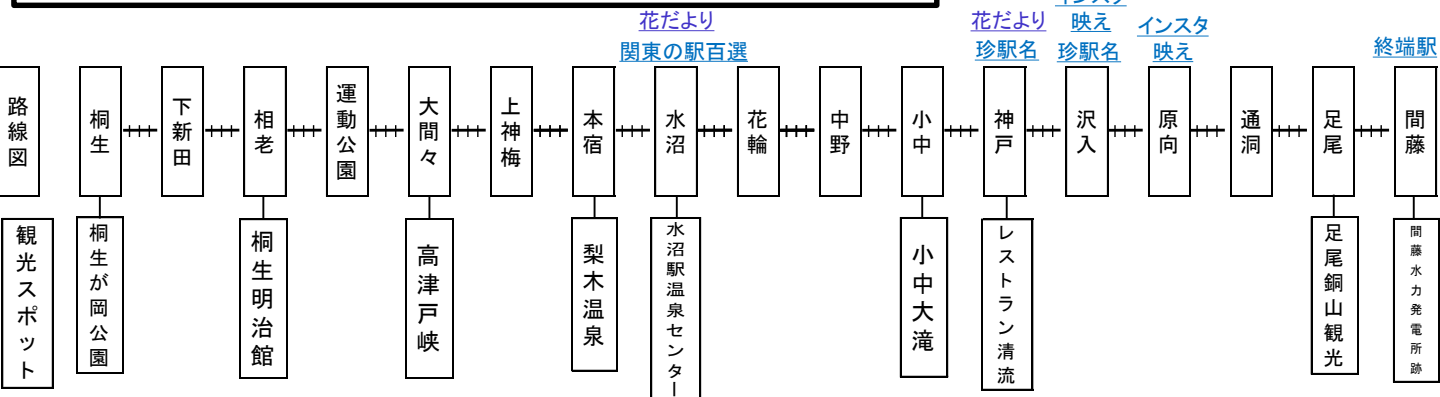 花だより
関東の駅百選
花だより
珍駅名
インスタ
映え
珍駅名
インスタ
映え
終端駅
路線図
桐生
下新田
相老
運動公園
大間々
上神梅
本宿
水沼
花輪
中野
小中
神戸
沢入
原向
通洞
足尾
間藤
観光スポット
桐生が岡公園
桐生明治館
高津戸峡
梨木温泉
水沼駅温泉センター
小中大滝
レストラン清流
足尾銅山観光
間藤水力発電所跡